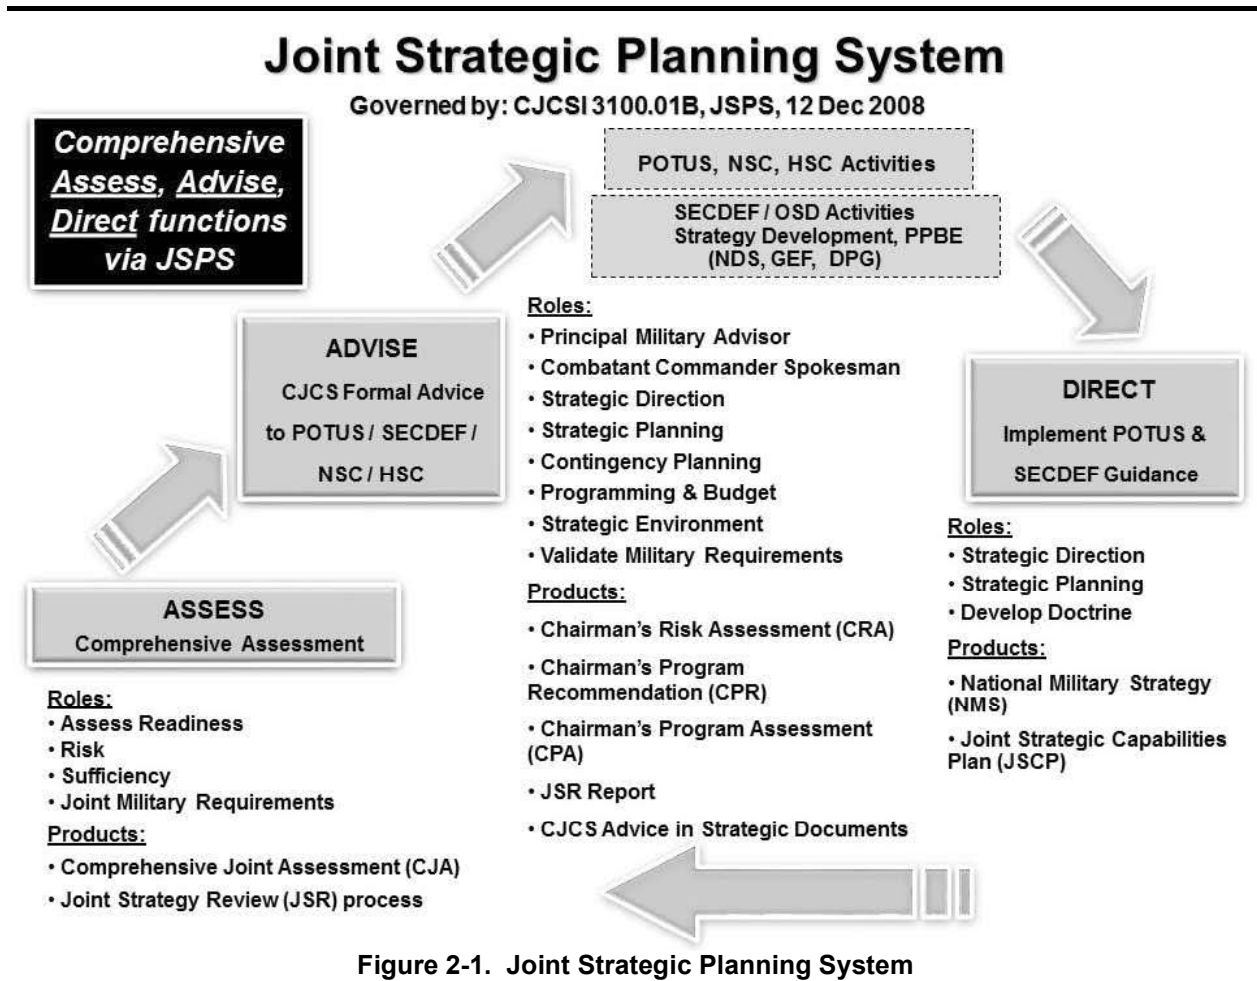 Joint Strategic Planning System
Governed by: CJCSI 3100.01B, JSPS, 12 Dec 2008
Comprehensive
Assess, Advise,
Direct functions
via JSPS
POTUS, NSC, HSC Activities
SECDEF / OSD Activities
Strategy Development, PPBE
(NDS, GEF, DPG)
ADVISE
CJCS Formal Advice
to POTUS / SECDEF /
NSC / HSC
ASSESS
Comprehensive Assessment
Roles:
• Assess Readiness
• Risk
• Sufficiency
• Joint Military Requirements
Products:
• Comprehensive Joint Assessment (CJA)
• Joint Strategy Review (JSR) process
Roles:
• Principal Military Advisor
• Combatant Commander Spokesman
• Strategic Direction
• Strategic Planning
• Contingency Planning
• Programming & Budget
• Strategic Environment
• Validate Military Requirements
Products:
• Chairman's Risk Assessment (CRA)
• Chairman's Program
Recommendation (CPR)
• Chairman's Program Assessment
(CPA)
• JSR Report
• CJCS Advice in Strategic Documents
DIRECT
Implement POTUS &
SECDEF Guidance
Roles:
• Strategic Direction
• Strategic Planning
• Develop Doctrine
Products:
• National Military Strategy
(NMS)
• Joint Strategic Capabilities
Plan (JSCP)
Figure 2-1. Joint Strategic Planning System